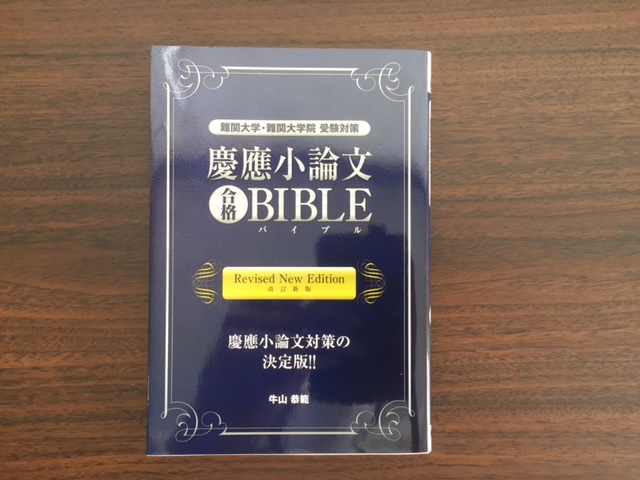 難関大学・難関大学院 受験対策
慶應小論文
合格BIBLE
バイブル
Revised New Edition
改訂新版
慶應小論文対策の
決定版!!
牛山 恭範